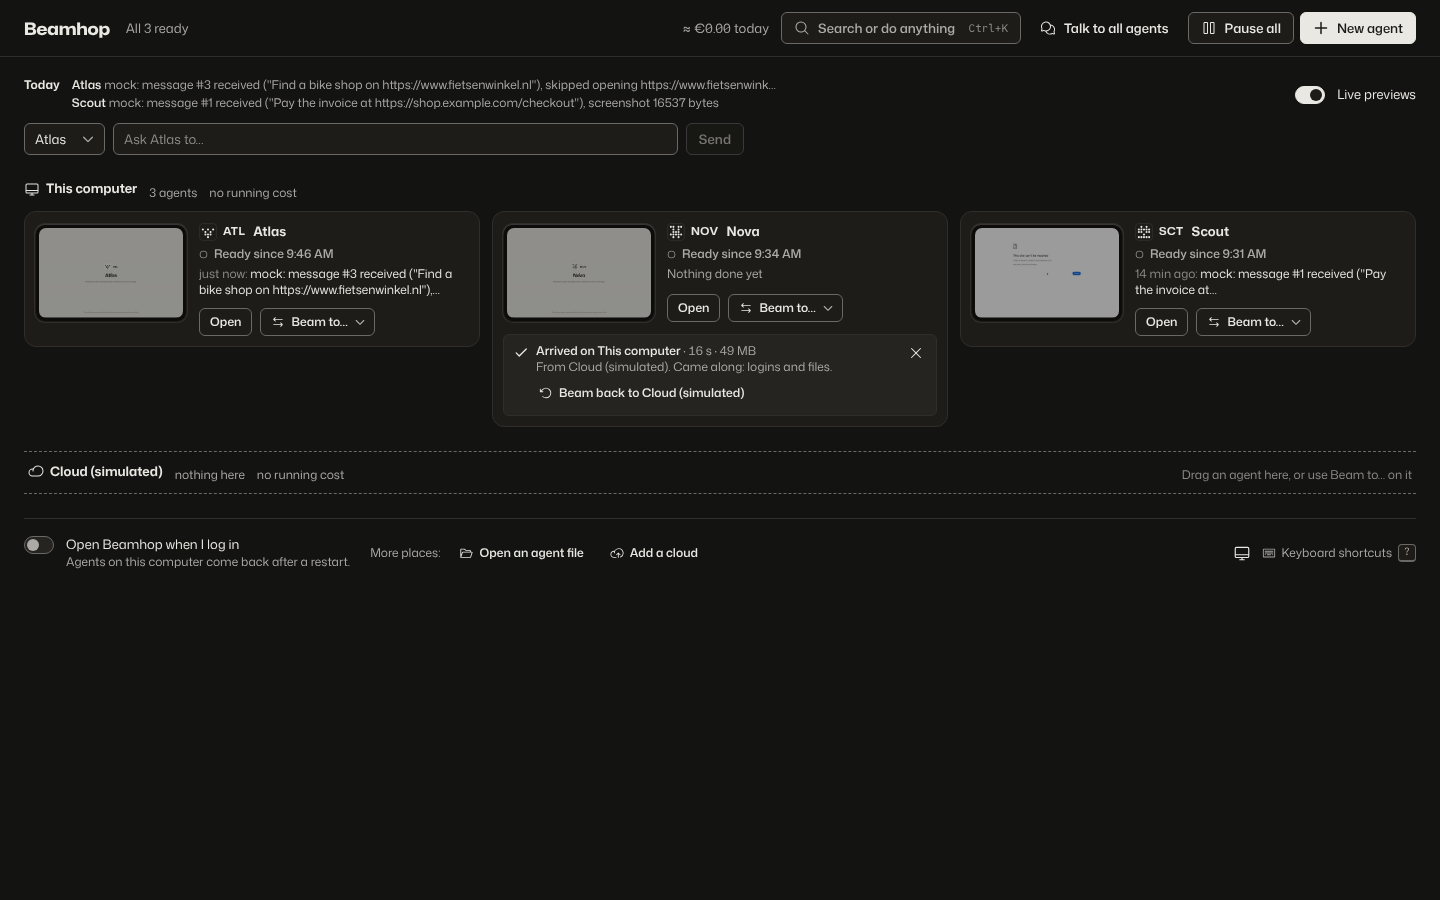 Beamhop All 3 ready ≈ €0.00 today Search or do anything Ctrl+K Talk to all agents Pause all New agent
Today Atlas mock: message #3 received ("Find a bike shop on https://www.fietsenwinkel.nl"), skipped opening https://www.fietsenwink...
Scout mock: message #1 received ("Pay the invoice at https://shop.example.com/checkout"), screenshot 16537 bytes
Live previews
Atlas Ask Atlas to... Send
This computer 3 agents no running cost
ATL Atlas
Ready since 9:46 AM
just now: mock: message #3 received ("Find a
bike shop on https://www.fietsenwinkel.nl"),...
Open Beam to...
NOV Nova
Ready since 9:34 AM
Nothing done yet
Open Beam to...
Arrived on This computer · 16 s · 49 MB
From Cloud (simulated). Came along: logins and files.
Beam back to Cloud (simulated)
SCT Scout
Ready since 9:31 AM
14 min ago: mock: message #1 received ("Pay
the invoice at...
Open Beam to...
Cloud (simulated) nothing here no running cost Drag an agent here, or use Beam to... on it
Open Beamhop when I log in
Agents on this computer come back after a restart.
More places: Open an agent file Add a cloud Keyboard shortcuts ?